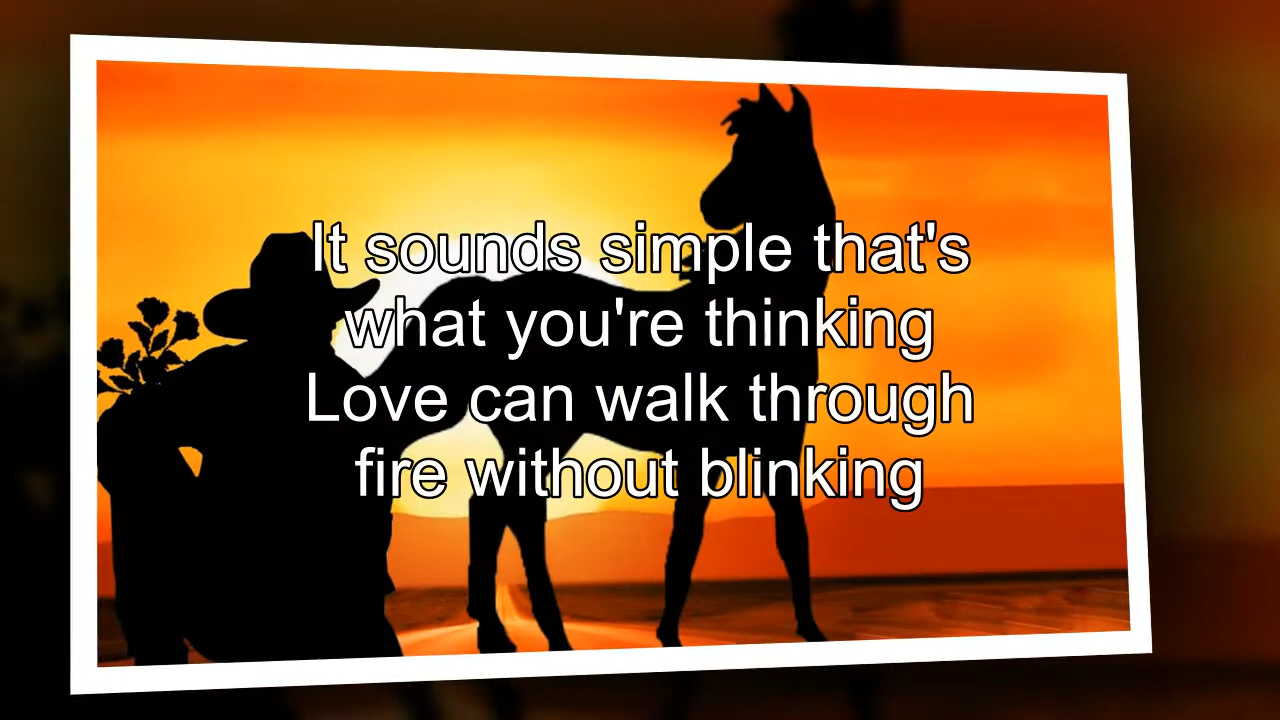 It sounds simple that's
what you're thinking
Love can walk through
fire without blinking